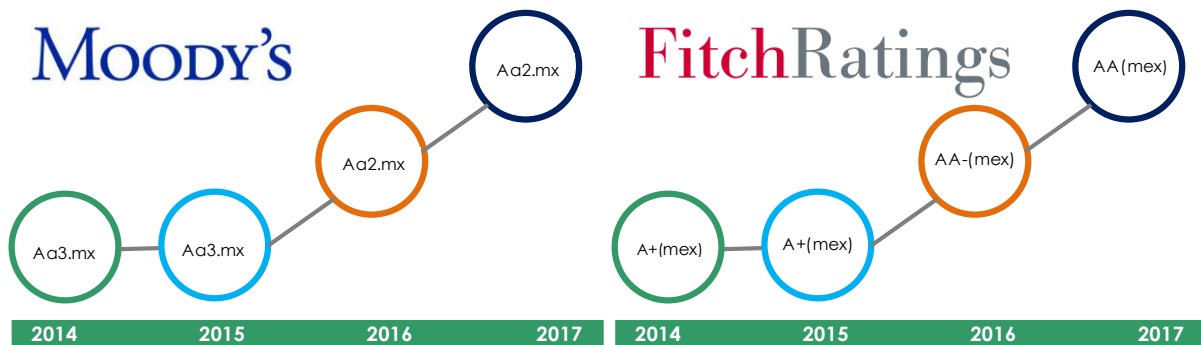 MOODY'S
Aa2.mx
Aa2.mx
Aa3.mx
Aa3.mx
2014 2015 2016 2017
FitchRatings
AA(mex)
AA-(mex)
A+(mex)
A+(mex)
2014 2015 2016 2017